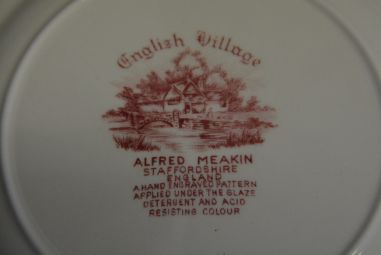 English Village
ALFRED MEAKIN
STAFFORDSHIRE
ENGLAND
A HAND ENGRAVED PATTERN
APPLIED UNDER THE GLAZE
DETERGENT AND ACID
RESISTING COLOUR